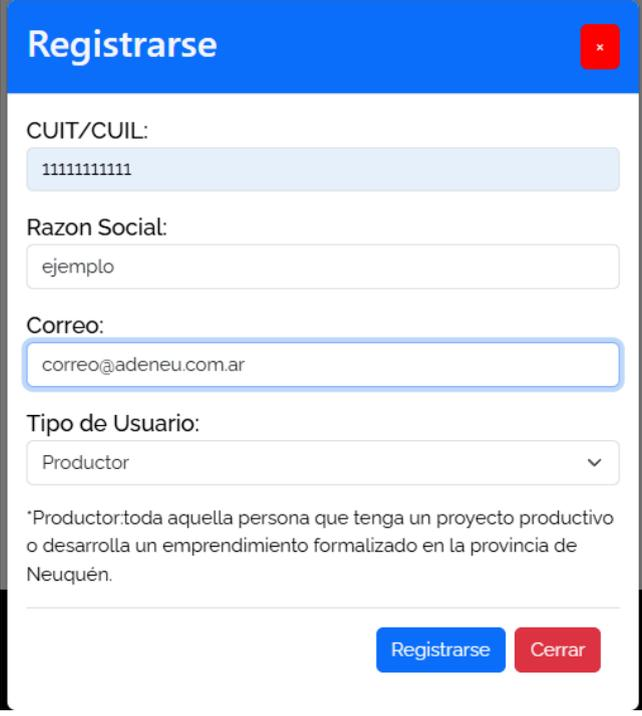 Registrarse
×
CUIT/CUIL:
11111111111
Razon Social:
ejemplo
Correo:
correo@adeneu.com.ar
Tipo de Usuario:
Productor
*Productor:toda aquella persona que tenga un proyecto productivo
o desarrolla un emprendimiento formalizado en la provincia de
Neuquén.
Registrarse Cerrar